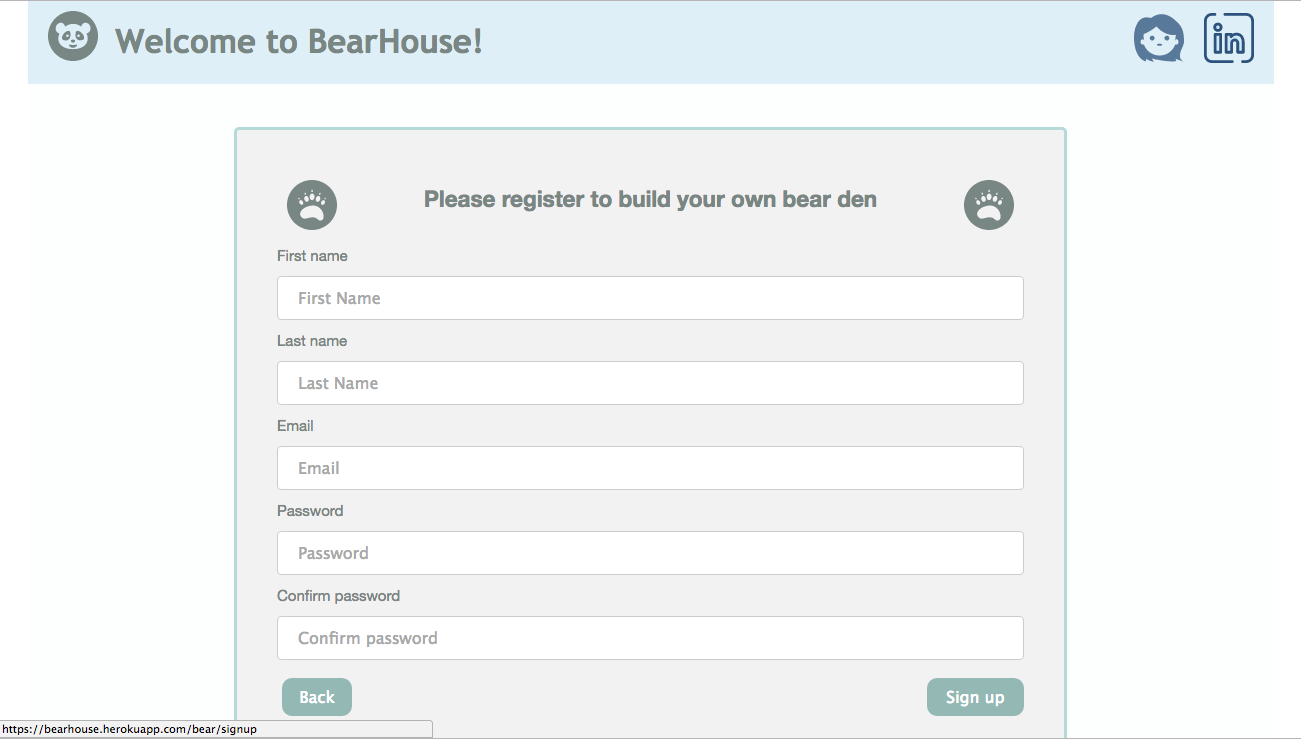 Welcome to BearHouse!
in
Please register to build your own bear den
First name
First Name
Last name
Last Name
Email
Email
Password
Password
Confirm password
Confirm password
Back
Sign up
https://bearhouse.herokuapp.com/bear/signup